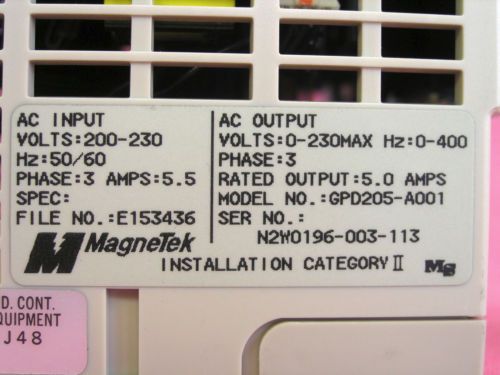 AC INPUT
VOLTS:200-230
Hz:50/60
PHASE:3 AMPS:5.5
SPEC:
FILE NO.:E153436
AC OUTPUT
VOLTS:0-230MAX Hz:0-400
PHASE:3
RATED OUTPUT:5.0 AMPS
MODEL NO.:GPD205-A001
SER NO.:
N2W0196-003-113
MagneTek
INSTALLATION CATEGORY II
MS
D. CONT.
QUIPMENT
J48